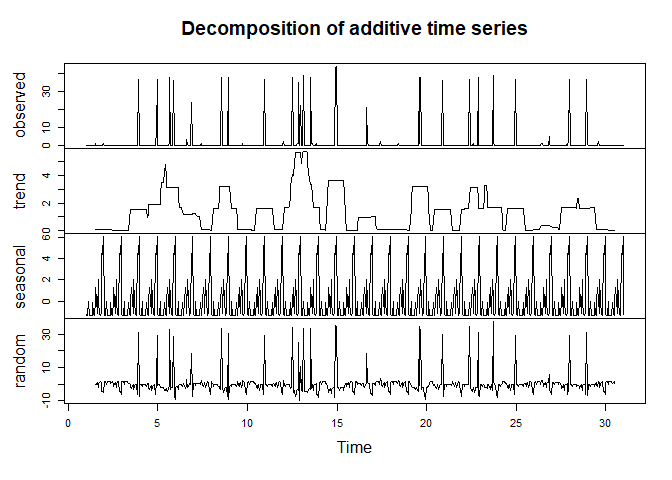 Decomposition of additive time series
observed
0 10 30
trend
0 2 4 6
seasonal
0 2 4 6
random
-10 0 10 30
0 5 10 15 20 25 30
Time